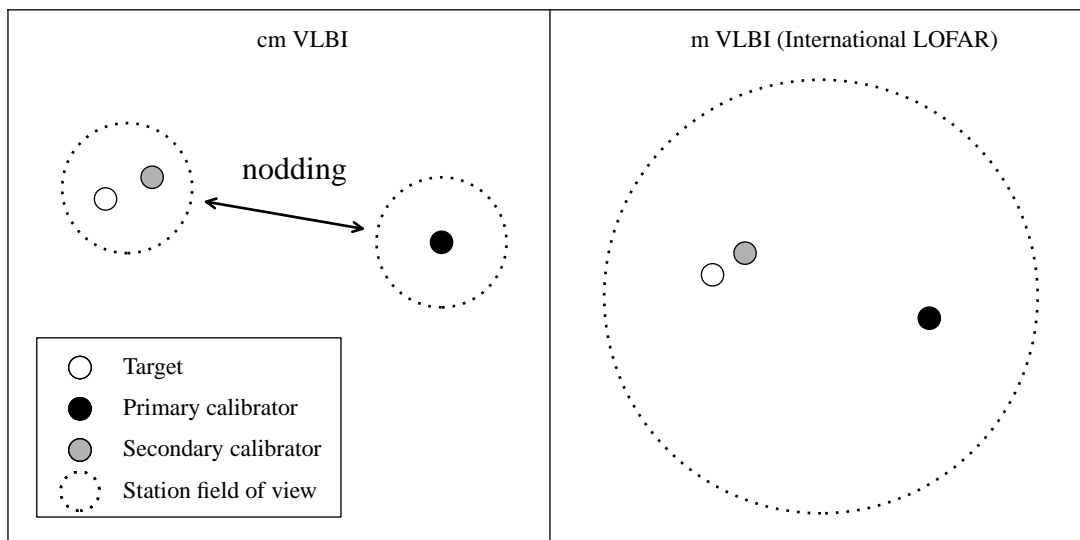 cm VLBI
nodding
Target
Primary calibrator
Secondary calibrator
Station field of view
m VLBI (International LOFAR)